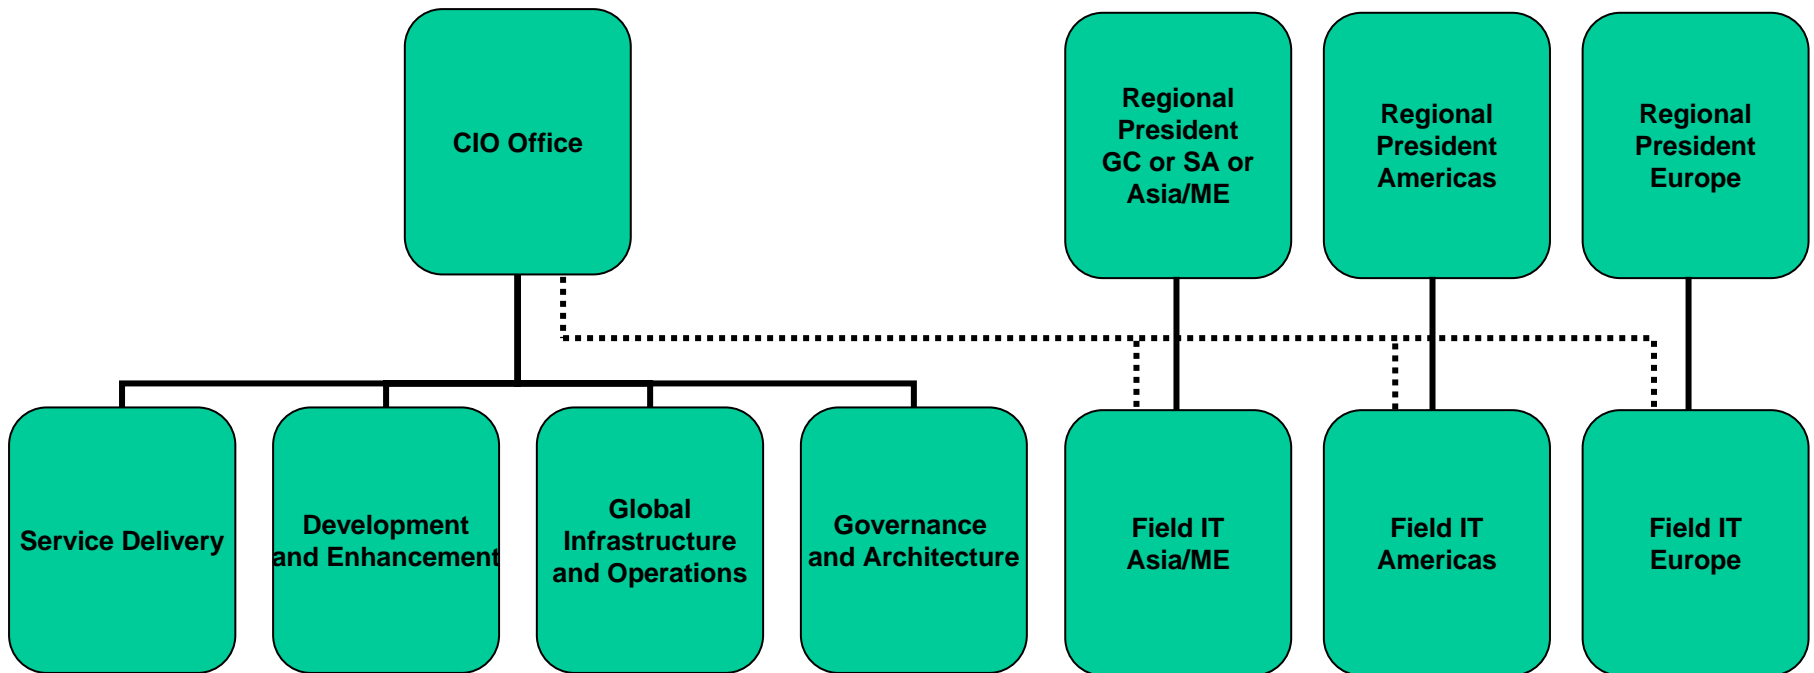 CIO Office
Regional
President
GC or SA or
Asia/ME
Regional
President
Americas
Regional
President
Europe
Service Delivery
Development
and Enhancement
Global
Infrastructure
and Operations
Governance
and Architecture
Field IT
Asia/ME
Field IT
Americas
Field IT
Europe